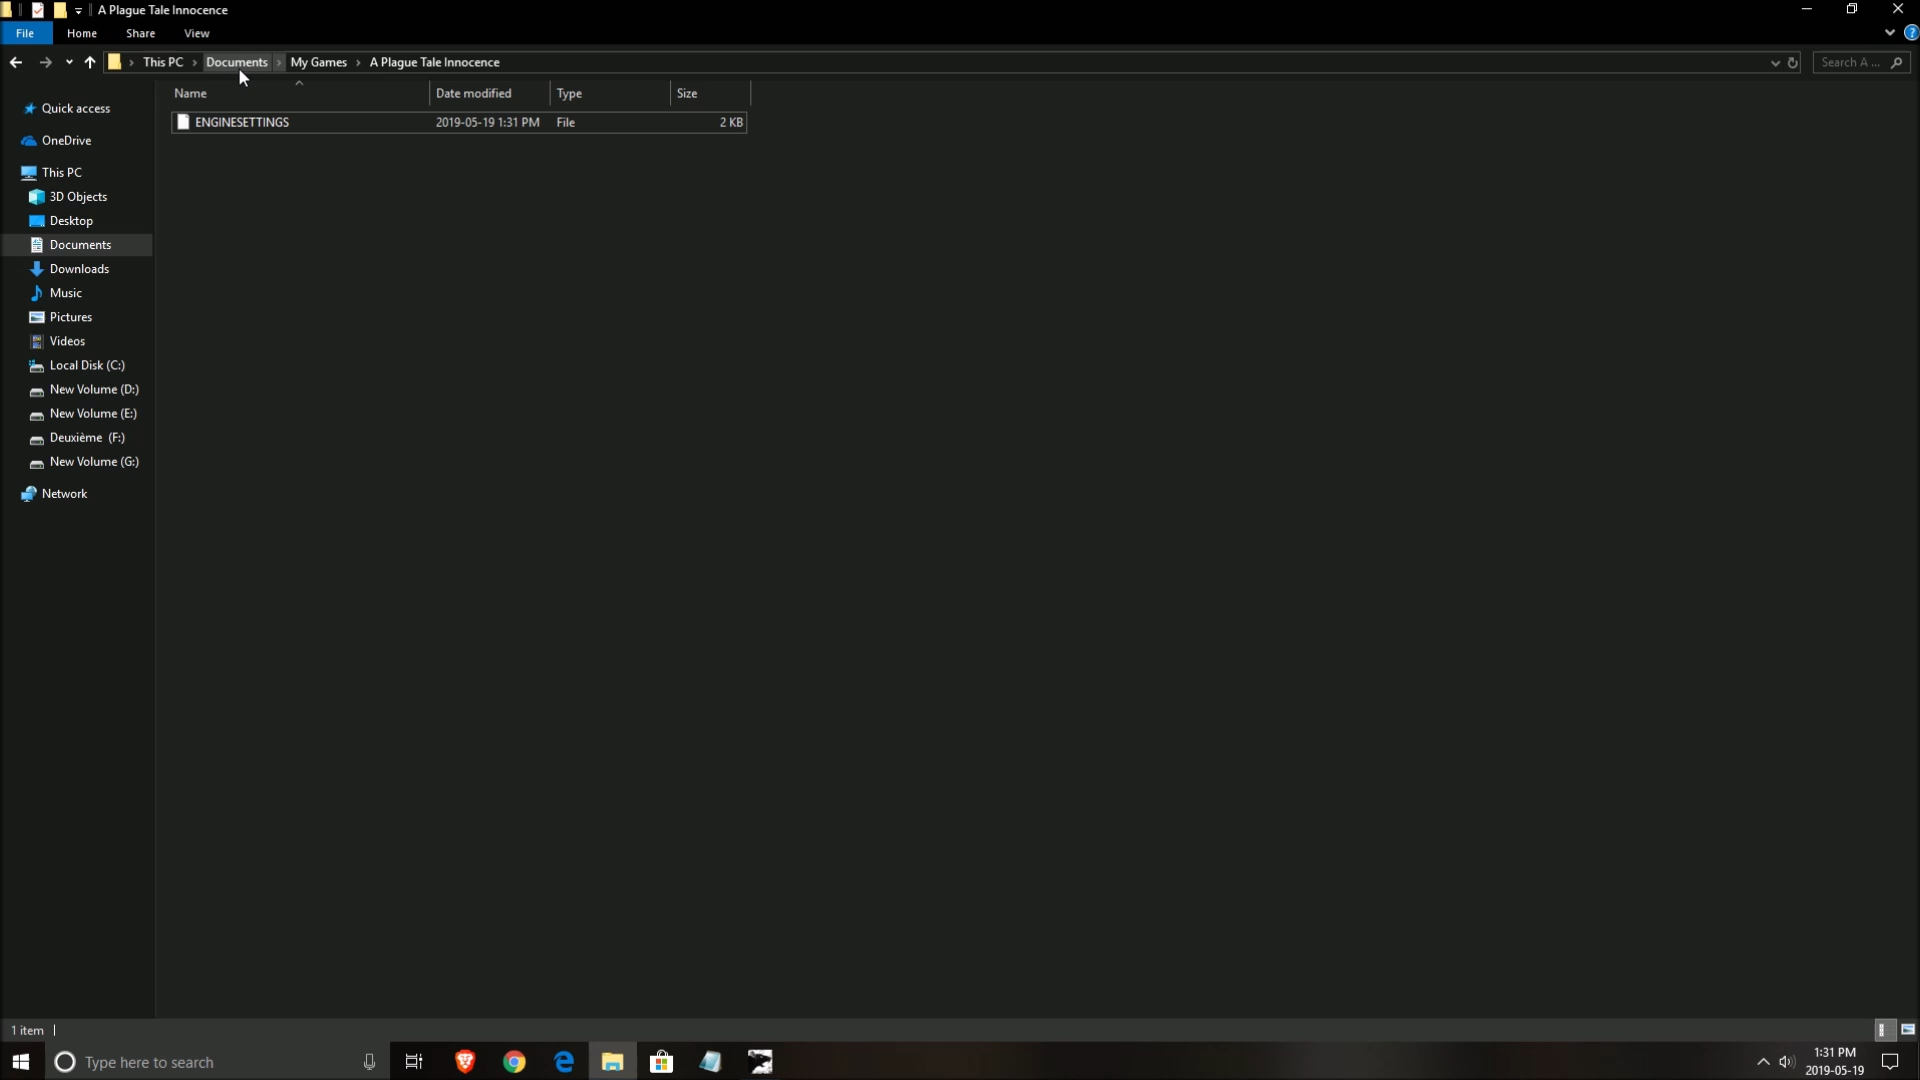 A Plague Tale Innocence
File Home Share View
This PC Documents My Games A Plague Tale Innocence Search A ...
Name Date modified Type Size
ENGINESETTINGS 2019-05-19 1:31 PM File 2 KB
Quick access
OneDrive
This PC
3D Objects
Desktop
Documents
Downloads
Music
Pictures
Videos
Local Disk (C:)
New Volume (D:)
New Volume (E:)
Deuxième (F:)
New Volume (G:)
Network
1 item
Type here to search
1:31 PM
2019-05-19